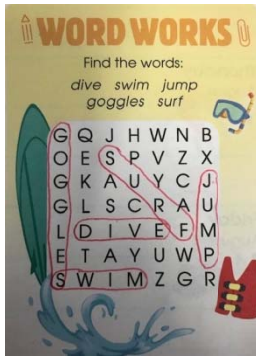 WORD WORKS
Find the words:
dive swim jump
goggles surf
G Q J H W N B
O E S P V Z X
G K A U Y C J
G L S C R A U
L D I V E F M
E T A Y U W P
S W I M Z G R